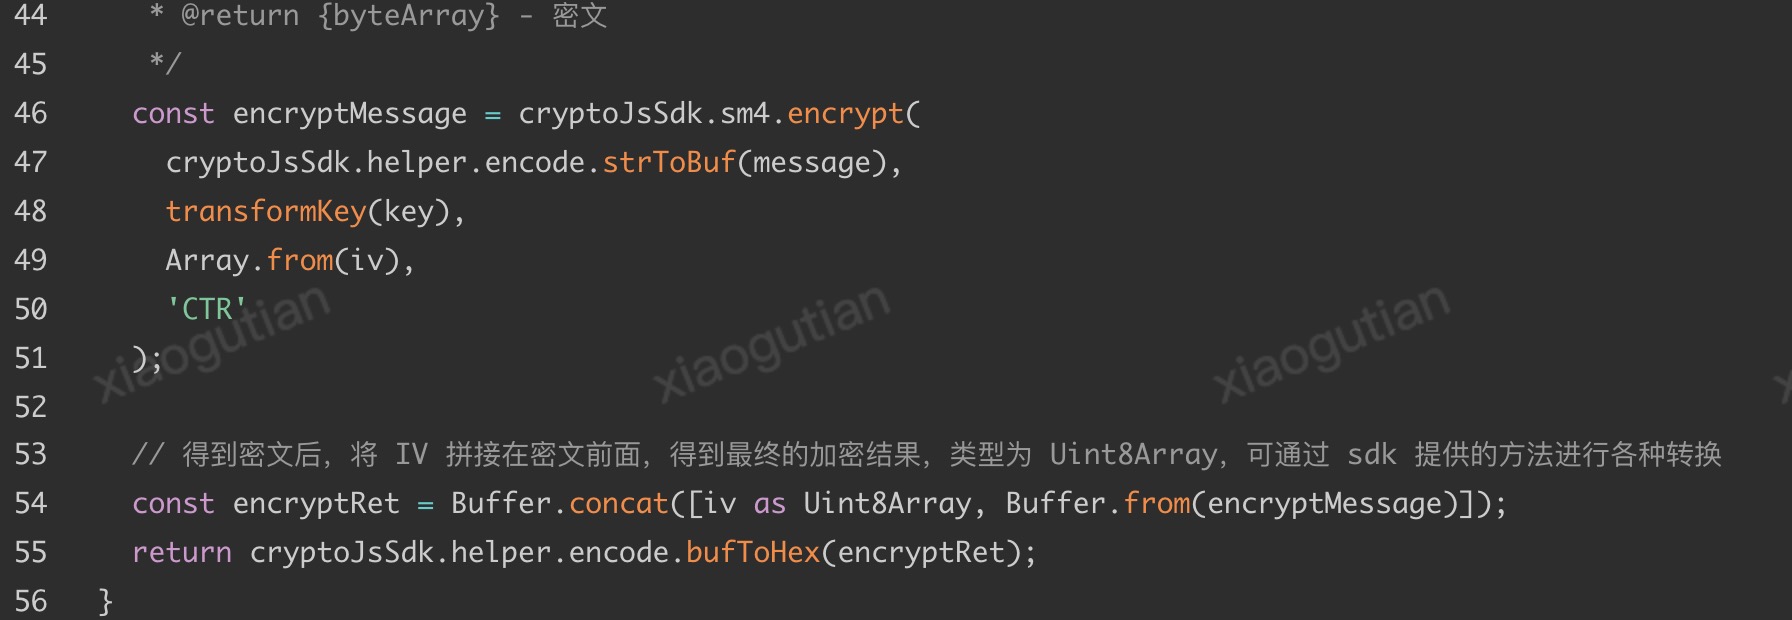 44 * @return {byteArray} - 密文
45 */
46 const encryptMessage = cryptoJsSdk.sm4.encrypt(
47 cryptoJsSdk.helper.encode.strToBuf(message),
48 transformKey(key),
49 Array.from(iv),
50 'CTR'
51 );
52
53 // 得到密文后，将 IV 拼接在密文前面，得到最终的加密结果，类型为 Uint8Array，可通过 sdk 提供的方法进行各种转换
54 const encryptRet = Buffer.concat([iv as Uint8Array, Buffer.from(encryptMessage)]);
55 return cryptoJsSdk.helper.encode.bufToHex(encryptRet);
56 }
xiaogutian xiaogutian xiaogutian